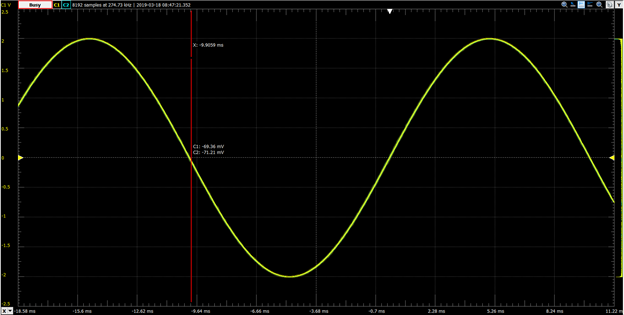 C1 V Busy C1 C2 8192 samples at 274.73 kHz | 2019-03-18 08:47:21.352 Y
2.5
2
X: -9.9059 ms
1.5
1
0.5
C1: -69.36 mV
C2: -71.21 mV
0
-0.5
-1
-1.5
-2
-2.5
X -18.58 ms -15.6 ms -12.62 ms -9.64 ms -6.66 ms -3.68 ms -0.7 ms 2.28 ms 5.26 ms 8.24 ms 11.22 ms